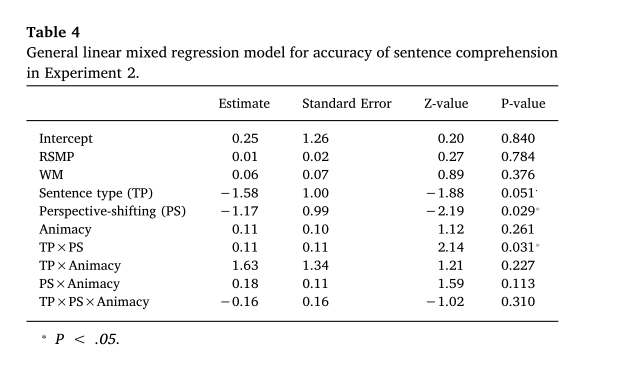 Table 4
General linear mixed regression model for accuracy of sentence comprehension
in Experiment 2.
Estimate Standard Error Z-value P-value
Intercept 0.25 1.26 0.20 0.840
RSMP 0.01 0.02 0.27 0.784
WM 0.06 0.07 0.89 0.376
Sentence type (TP) −1.58 1.00 −1.88 0.051·
Perspective-shifting (PS) −1.17 0.99 −2.19 0.029*
Animacy 0.11 0.10 1.12 0.261
TP×PS 0.11 0.11 2.14 0.031*
TP×Animacy 1.63 1.34 1.21 0.227
PS×Animacy 0.18 0.11 1.59 0.113
TP×PS×Animacy −0.16 0.16 −1.02 0.310
* P < .05.